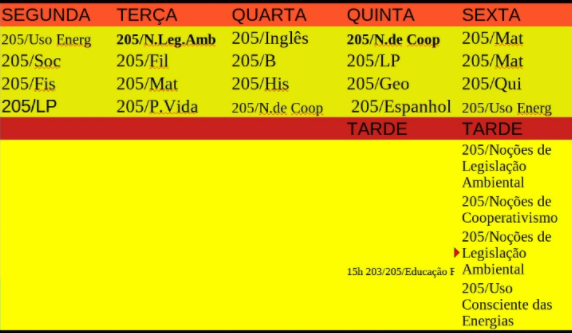 SEGUNDA TERÇA QUARTA QUINTA SEXTA
205/Uso Energ 205/N.Leg.Amb 205/Inglês 205/N.de Coop 205/Mat
205/Soc 205/Fil 205/B 205/LP 205/Mat
205/Fis 205/Mat 205/His 205/Geo 205/Qui
205/LP 205/P.Vida 205/N.de Coop 205/Espanhol 205/Uso Energ
TARDE TARDE
205/Noções de
Legislação
Ambiental
205/Noções de
Cooperativismo
205/Noções de
Legislação
15h 203/205/Educação F Ambiental
205/Uso
Consciente das
Energias